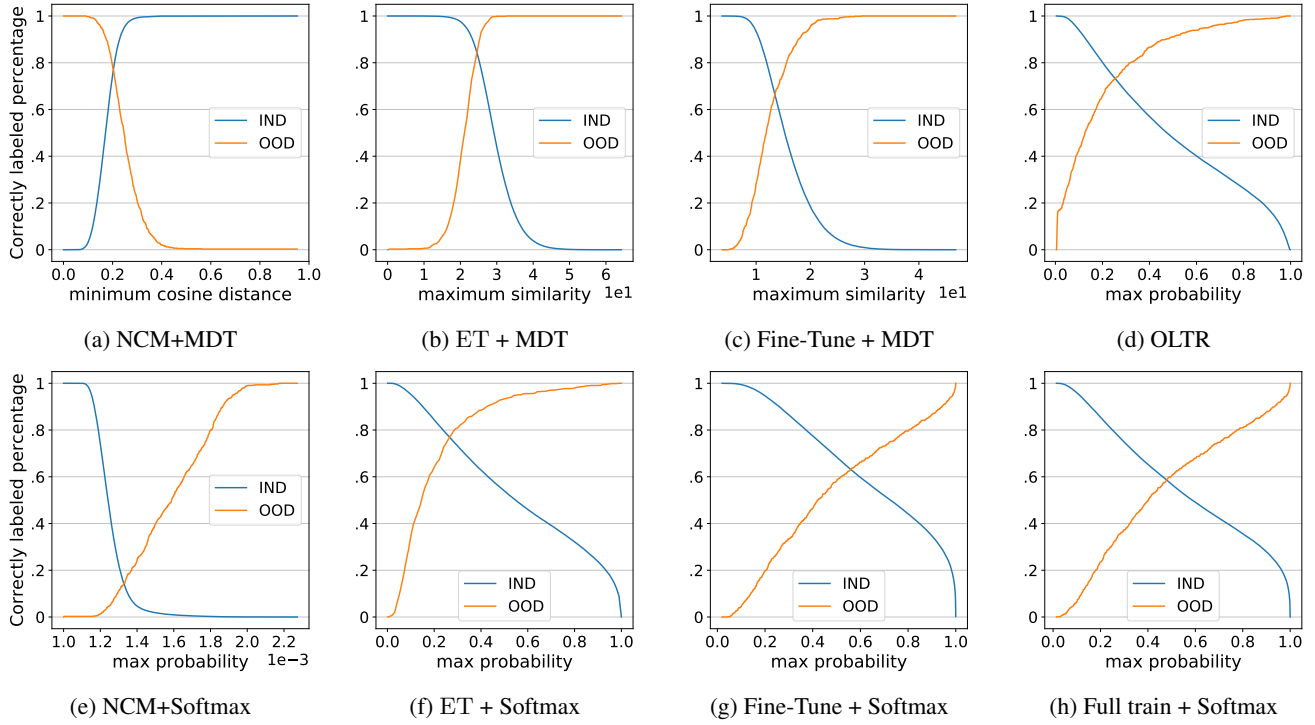 Correctly labeled percentage
1
.8
.6
.4
.2
0
IND
OOD
0.0 0.2 0.4 0.6 0.8 1.0
minimum cosine distance
(a) NCM+MDT
1
.8
.6
.4
.2
0
IND
OOD
0 1 2 3 4 5 6
maximum similarity 1e1
(b) ET + MDT
1
.8
.6
.4
.2
0
IND
OOD
1 2 3 4
maximum similarity 1e1
(c) Fine-Tune + MDT
1
.8
.6
.4
.2
0
IND
OOD
0.0 0.2 0.4 0.6 0.8 1.0
max probability
(d) OLTR
Correctly labeled percentage
1
.8
.6
.4
.2
0
IND
OOD
1.0 1.2 1.4 1.6 1.8 2.0 2.2
max probability 1e−3
(e) NCM+Softmax
1
.8
.6
.4
.2
0
IND
OOD
0.0 0.2 0.4 0.6 0.8 1.0
max probability
(f) ET + Softmax
1
.8
.6
.4
.2
0
IND
OOD
0.0 0.2 0.4 0.6 0.8 1.0
max probability
(g) Fine-Tune + Softmax
1
.8
.6
.4
.2
0
IND
OOD
0.0 0.2 0.4 0.6 0.8 1.0
max probability
(h) Full train + Softmax